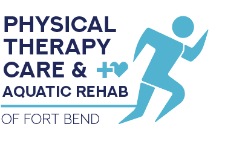 PHYSICAL
THERAPY
CARE &
AQUATIC REHAB
OF FORT BEND